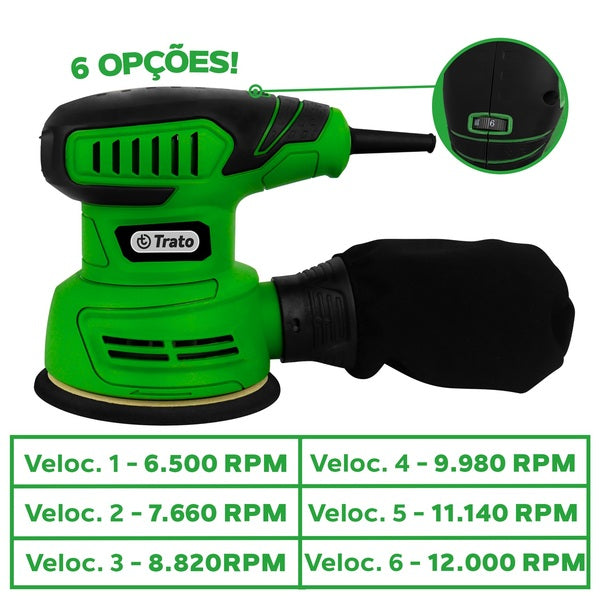 6 OPÇÕES!
6
Trato
Veloc. 1 - 6.500 RPM
Veloc. 4 - 9.980 RPM
Veloc. 2 - 7.660 RPM
Veloc. 5 - 11.140 RPM
Veloc. 3 - 8.820RPM
Veloc. 6 - 12.000 RPM